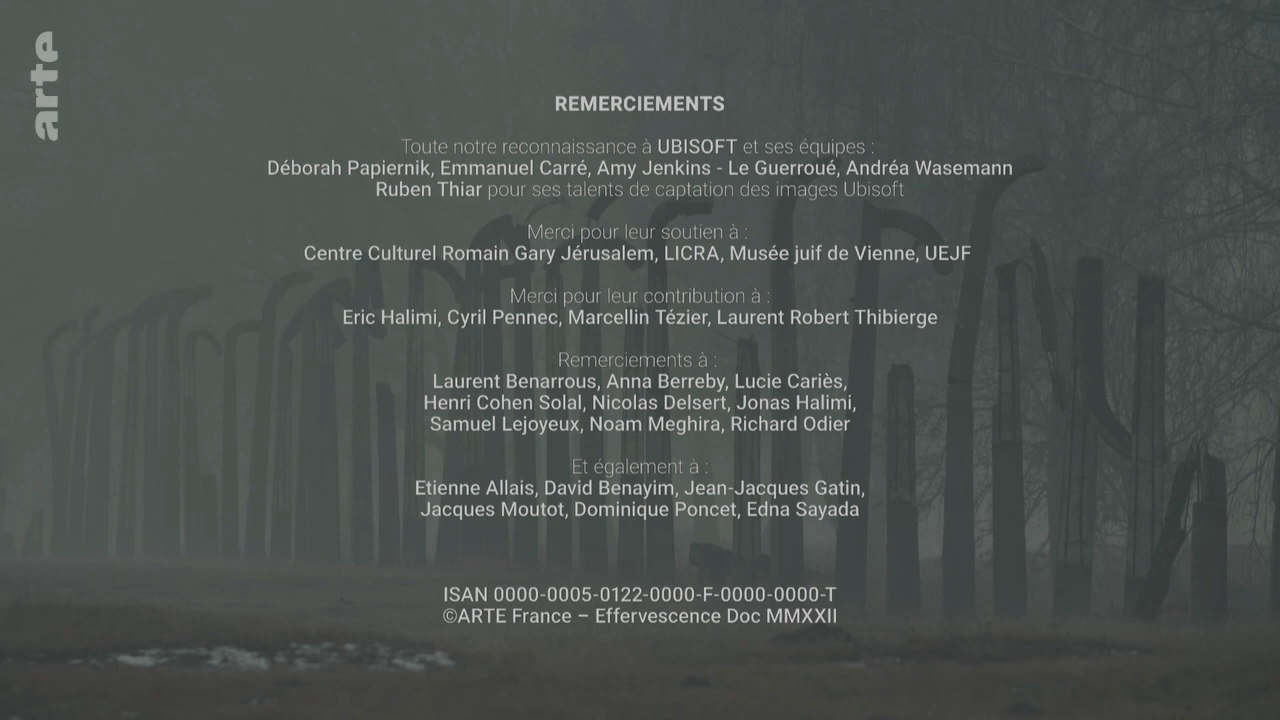 arte
REMERCIEMENTS
Toute notre reconnaissance à UBISOFT et ses équipes :
Déborah Papiernik, Emmanuel Carré, Amy Jenkins - Le Guerroué, Andréa Wasemann
Ruben Thiar pour ses talents de captation des images Ubisoft
Merci pour leur soutien à :
Centre Culturel Romain Gary Jérusalem, LICRA, Musée juif de Vienne, UEJF
Merci pour leur contribution à :
Eric Halimi, Cyril Pennec, Marcellin Tézier, Laurent Robert Thibierge
Remerciements à :
Laurent Benarrous, Anna Berreby, Lucie Cariès,
Henri Cohen Solal, Nicolas Delsert, Jonas Halimi,
Samuel Lejoyeux, Noam Meghira, Richard Odier
Et également à :
Etienne Allais, David Benayim, Jean-Jacques Gatin,
Jacques Moutot, Dominique Poncet, Edna Sayada
ISAN 0000-0005-0122-0000-F-0000-0000-T
©ARTE France – Effervescence Doc MMXXII